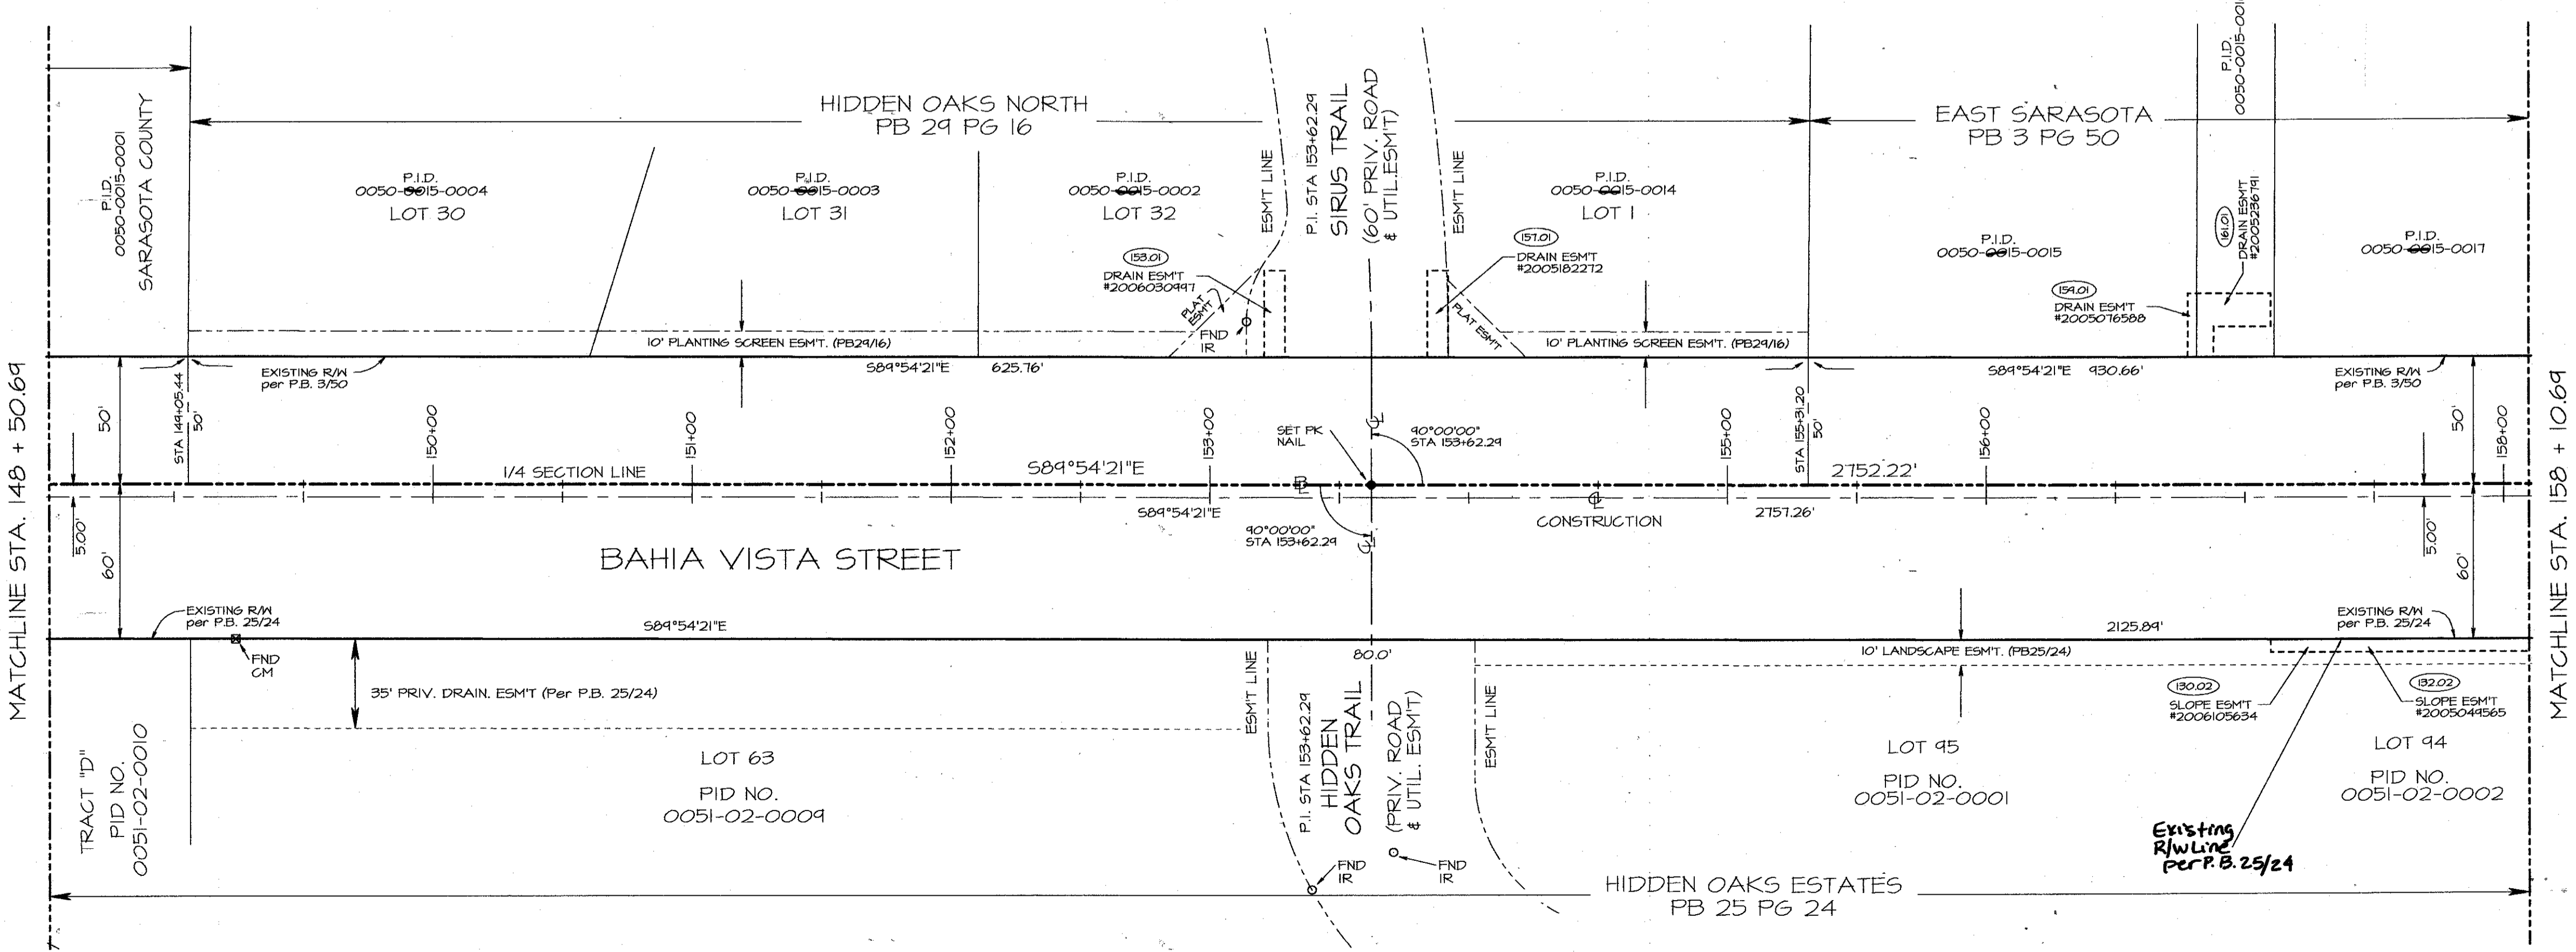 MATCHLINE STA. 148 + 50.69
P.I.D.
0050-0015-0001
SARASOTA COUNTY
HIDDEN OAKS NORTH
PB 29 PG 16
P.I.D.
0050-0015-0004
LOT 30
P.I.D.
0050-0015-0003
LOT 31
P.I.D.
0050-0015-0002
LOT 32
153.01
DRAIN ESM'T
#2006030997
PLAT
ESM'T
FND
IR
ESM'T LINE
P.I. STA 153+62.29
SIRUS TRAIL
(60' PRIV. ROAD
& UTIL.ESM'T)
ESM'T LINE
P.I.D.
0050-0015-0014
LOT 1
157.01
DRAIN ESM'T
#2005182272
PLAT ESM'T
EAST SARASOTA
PB 3 PG 50
P.I.D.
0050-0015-0015
P.I.D.
161.01
DRAIN ESM'T
#2005236791
159.01
DRAIN ESM'T
#2005076588
P.I.D.
0050-0015-0017
10' PLANTING SCREEN ESM'T. (PB29/16)
10' PLANTING SCREEN ESM'T. (PB29/16)
EXISTING R/W
per P.B. 3/50
S89°54'21"E 625.76'
S89°54'21"E 930.66'
EXISTING R/W
per P.B. 3/50
50'
STA 149+05.44
50'
150+00
151+00
152+00
153+00
SET PK
NAIL
90°00'00"
STA 153+62.29
155+00
STA 155+31.20
50'
156+00
50'
158+00
1/4 SECTION LINE
S89°54'21"E
2752.22'
5.00'
S89°54'21"E
90°00'00"
STA 153+62.29
CONSTRUCTION
2757.26'
5.00'
60'
BAHIA VISTA STREET
60'
EXISTING R/W
per P.B. 25/24
S89°54'21"E
2125.89'
EXISTING R/W
per P.B. 25/24
FND
CM
35' PRIV. DRAIN. ESM'T (Per P.B. 25/24)
80.0'
10' LANDSCAPE ESM'T. (PB25/24)
TRACT "D"
PID NO.
0051-02-0010
LOT 63
PID NO.
0051-02-0009
ESM'T LINE
P.I. STA 153+62.29
HIDDEN
OAKS TRAIL
(PRIV. ROAD
& UTIL. ESM'T)
ESM'T LINE
FND
IR
FND
IR
130.02
SLOPE ESM'T
#2006105634
132.02
SLOPE ESM'T
#2005049565
LOT 95
PID NO.
0051-02-0001
LOT 94
PID NO.
0051-02-0002
Existing
R/W Line
per P.B. 25/24
HIDDEN OAKS ESTATES
PB 25 PG 24
MATCHLINE STA. 158 + 10.69